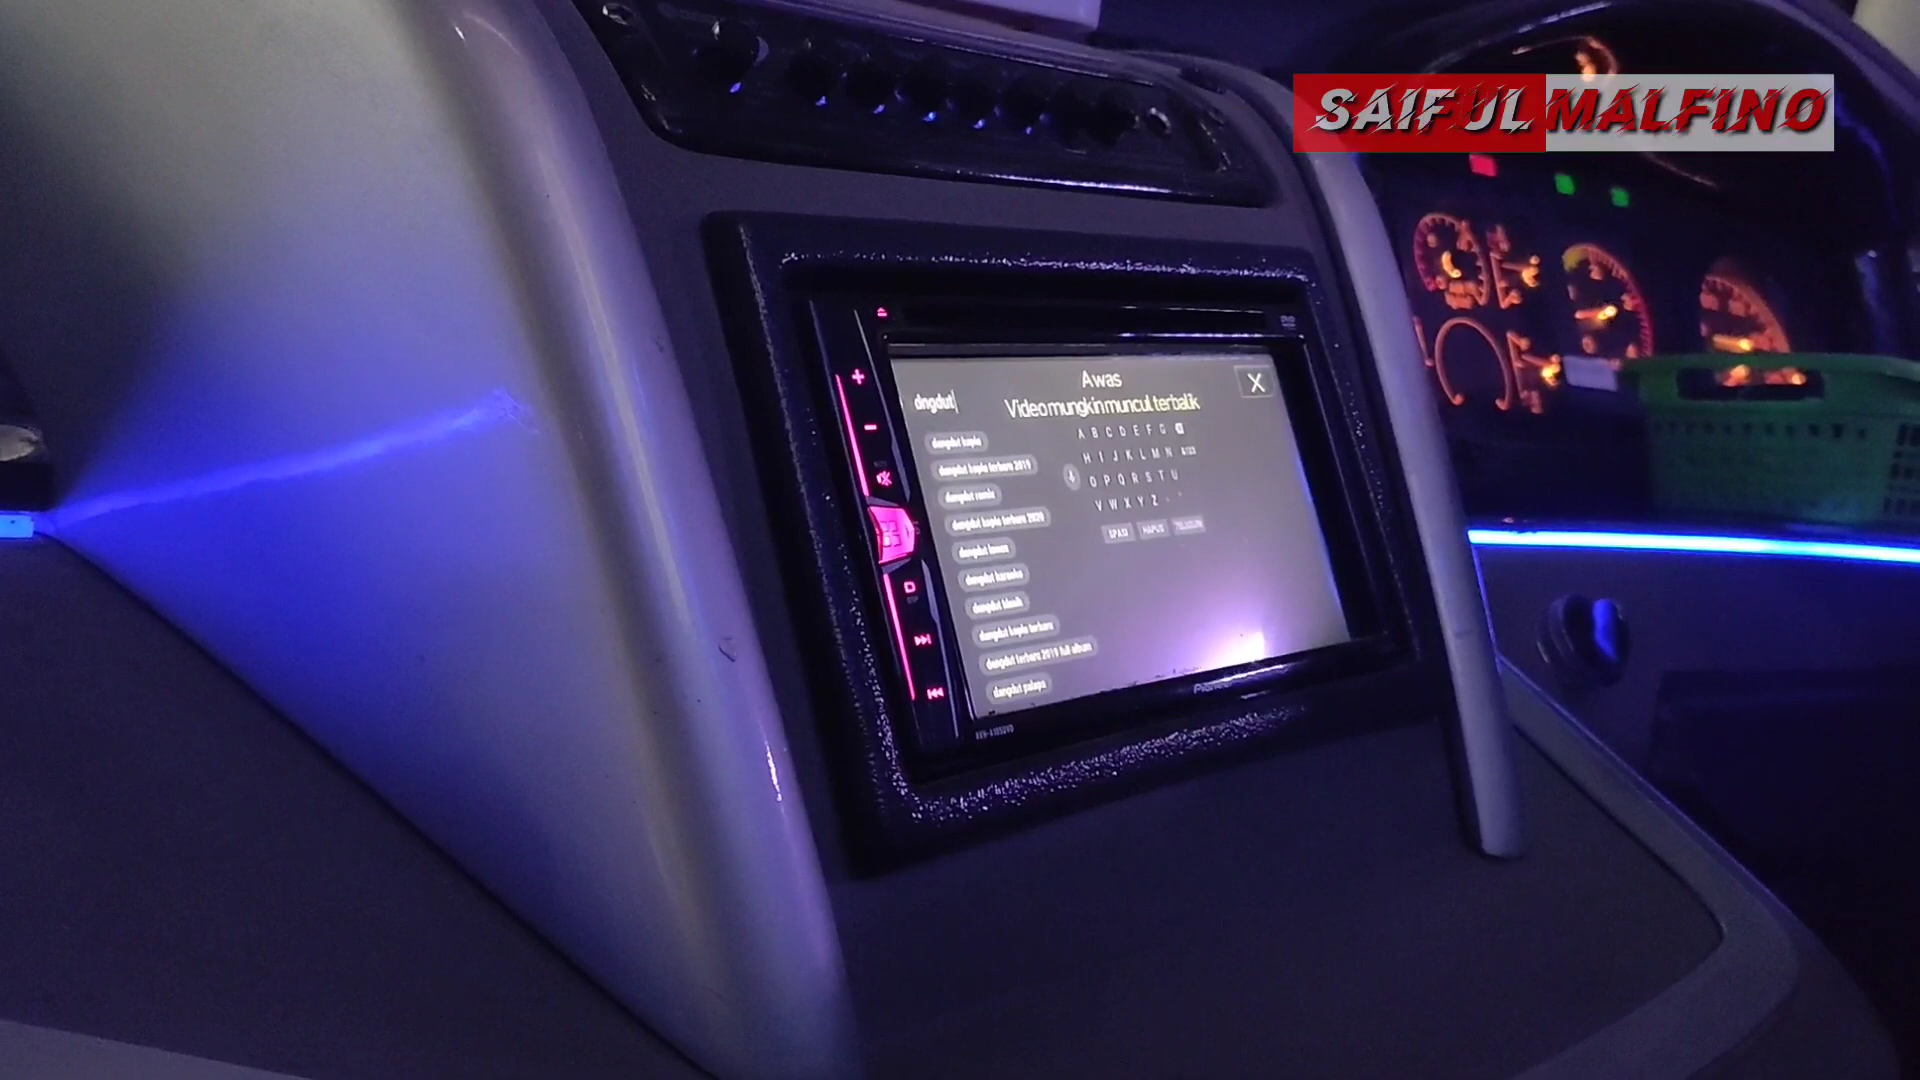 SAIFUL MALFINO
Awas
Video mungkin muncul terbalik
X
dngdut
dangdut koplo
dangdut koplo terbaru 2019
dangdut remix
dangdut koplo terbaru 2020
dangdut lawas
dangdut karaoke
dangdut klasik
dangdut koplo terbaru
dangdut terbaru 2019 full album
dangdut palapa
A B C D E F G
H I J K L M N
O P Q R S T U
V W X Y Z - '
SPASI HAPUS TELUSURI
Pioneer